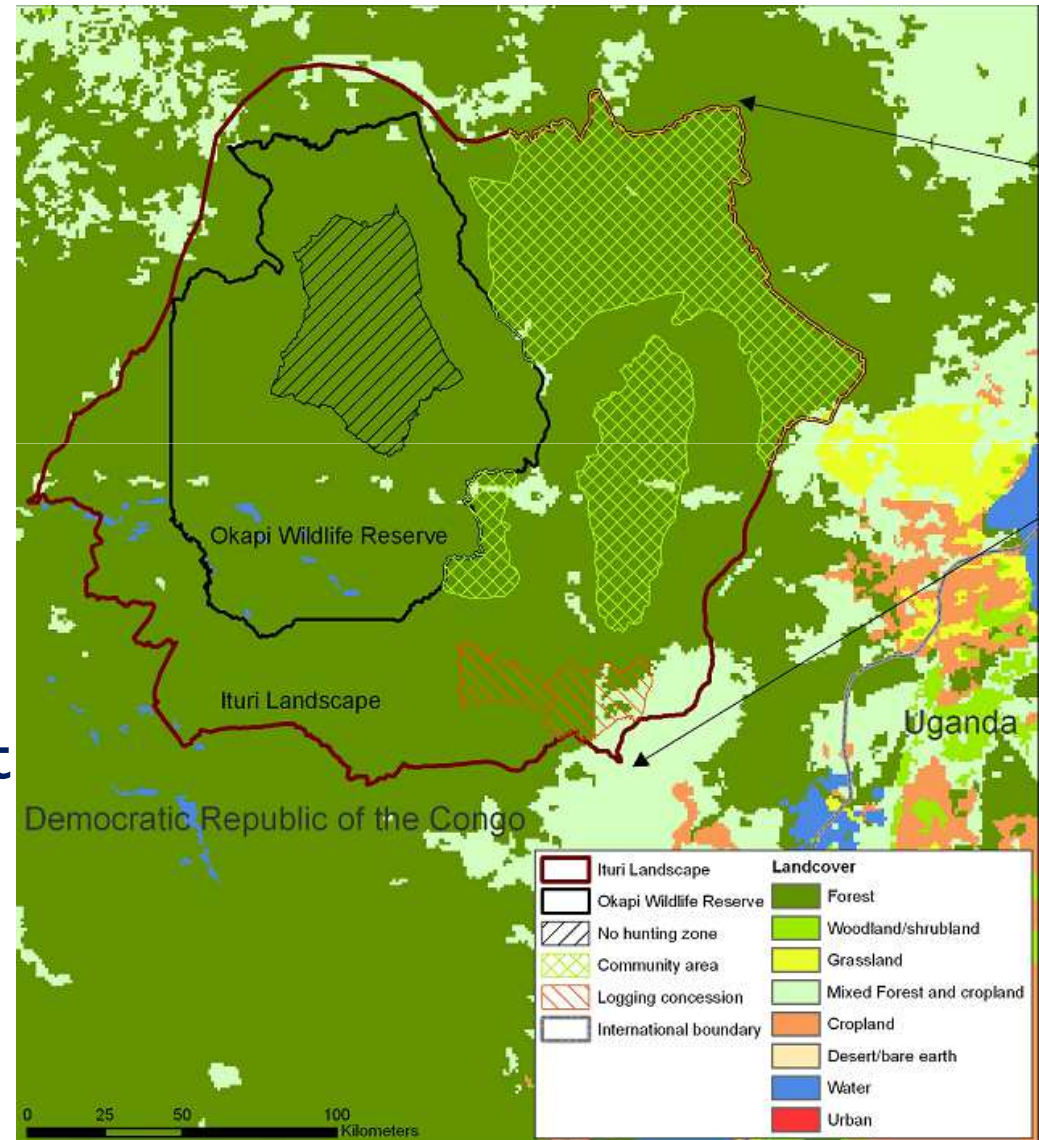 Okapi Wildlife Reserve
Ituri Landscape
Uganda
t
Democratic Republic of the Congo
Ituri Landscape
Okapi Wildlife Reserve
No hunting zone
Community area
Logging concession
International boundary
Landcover
Forest
Woodland/shrubland
Grassland
Mixed Forest and cropland
Cropland
Desert/bare earth
Water
Urban
0 25 50 100
Kilometers